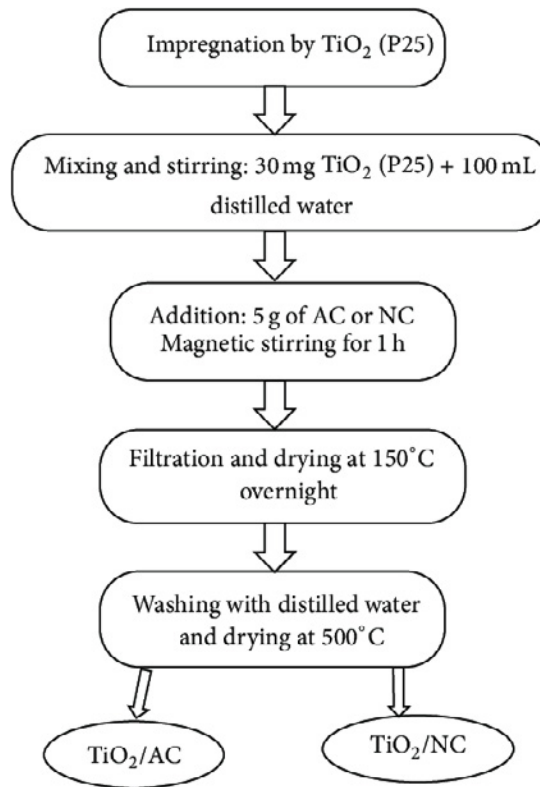 Impregnation by TiO₂ (P25)
Mixing and stirring: 30 mg TiO₂ (P25) + 100 mL
distilled water
Addition: 5 g of AC or NC
Magnetic stirring for 1 h
Filtration and drying at 150°C
overnight
Washing with distilled water
and drying at 500°C
TiO₂/AC
TiO₂/NC